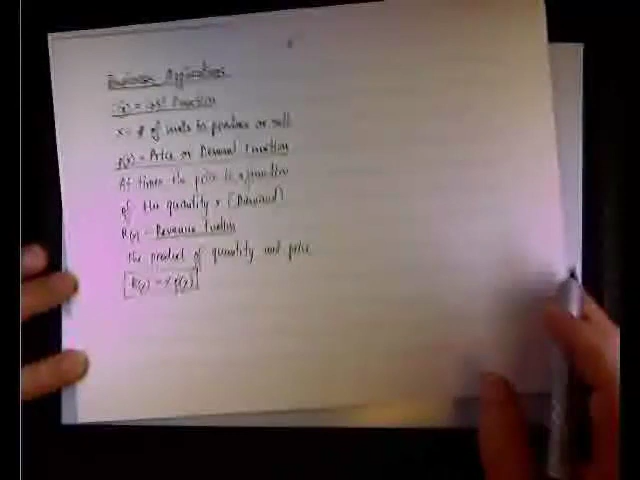 Business Applications
C(x) = Cost Function
x = # of units to produce or sell
p(x) = Price or Demand Function
At times the price is a function
of the quantity x (Demand)
R(x) = Revenue Function
the product of quantity and price
R(x) = x p(x)